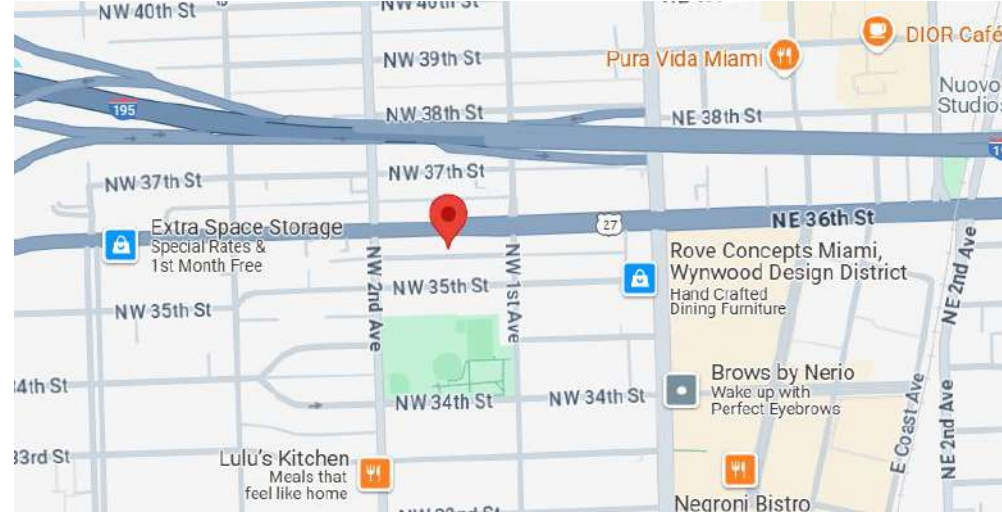 NW 40th St
NW 40th St
DIOR Café
NW 39th St
Pura Vida Miami
Nuovo
Studios
195
NW 38th St
NE 38th St
NW 37th St
NW 37th St
Extra Space Storage
Special Rates &
1st Month Free
27
NE 36th St
NW 2nd Ave
NW 1st Ave
Rove Concepts Miami,
Wynwood Design District
Hand Crafted
Dining Furniture
NE 2nd Ave
NW 35th St
NW 35th St
Brows by Nerio
Wake up with
Perfect Eyebrows
4th St
NW 34th St
NW 34th St
E Coast Ave
NE 2nd Ave
33rd St
Lulu's Kitchen
Meals that
feel like home
Negroni Bistro